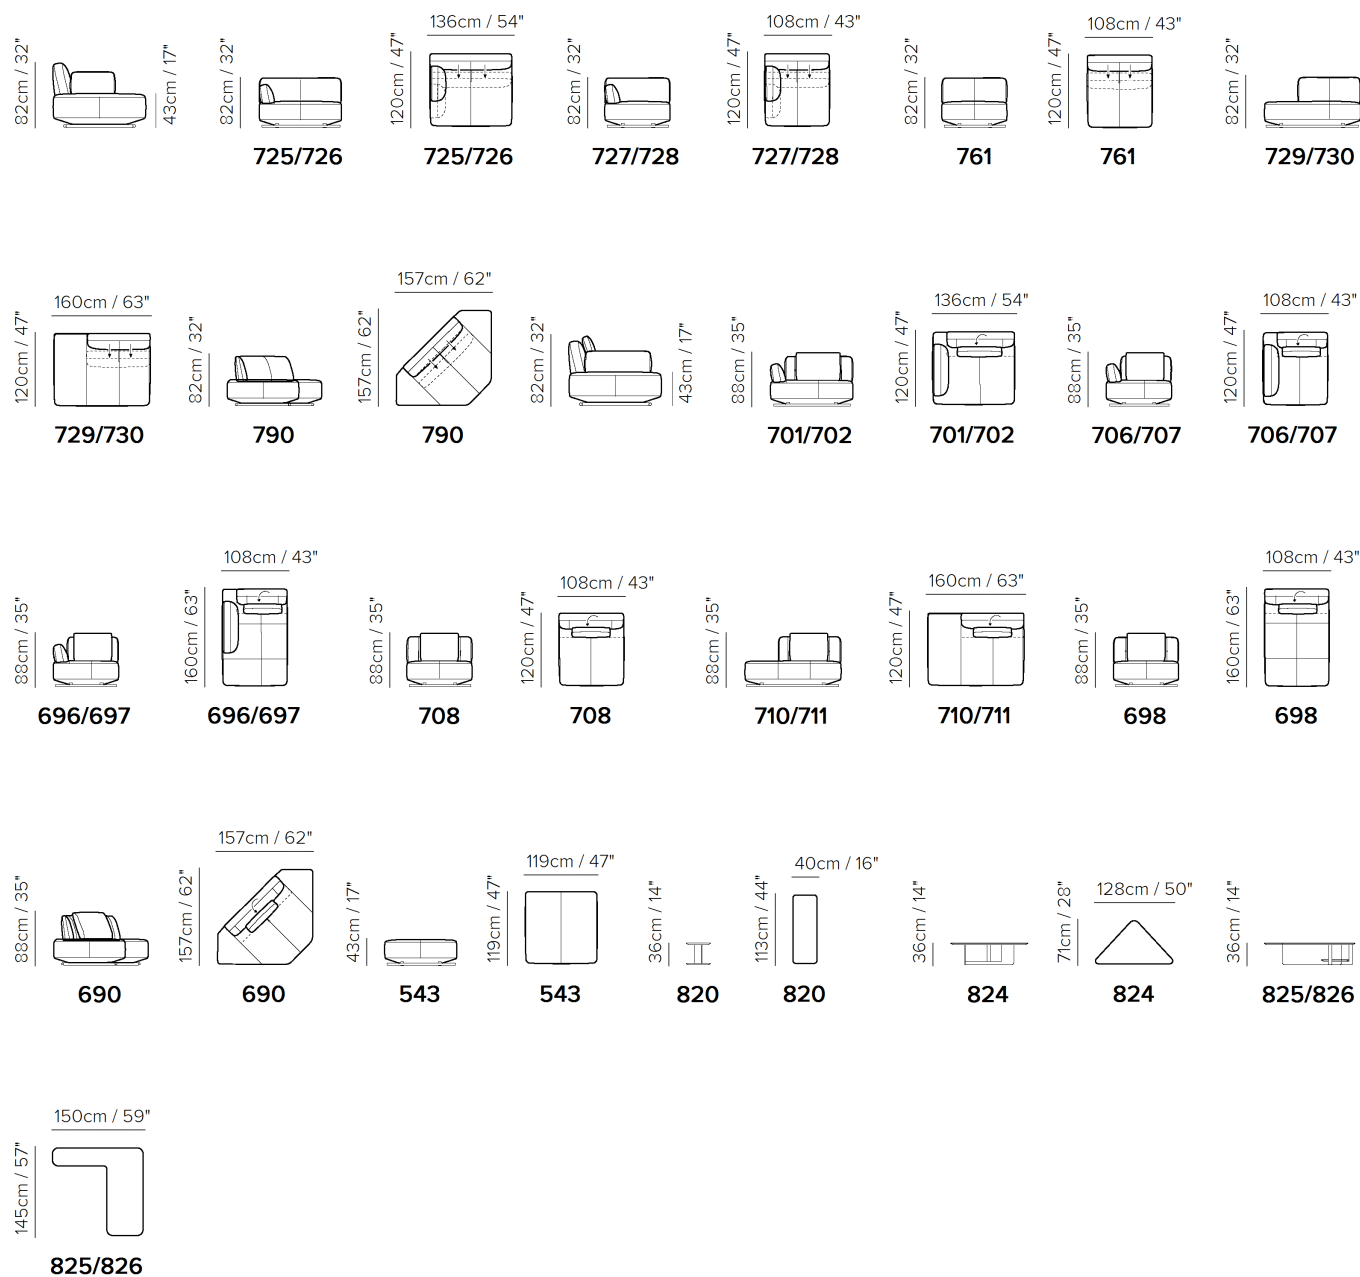 82cm / 32"
43cm / 17"
82cm / 32"
725/726
136cm / 54"
120cm / 47"
725/726
82cm / 32"
727/728
108cm / 43"
120cm / 47"
727/728
82cm / 32"
761
108cm / 43"
120cm / 47"
761
82cm / 32"
729/730
160cm / 63"
120cm / 47"
729/730
82cm / 32"
790
157cm / 62"
157cm / 62"
790
82cm / 32"
43cm / 17"
88cm / 35"
701/702
136cm / 54"
120cm / 47"
701/702
88cm / 35"
706/707
108cm / 43"
120cm / 47"
706/707
88cm / 35"
696/697
108cm / 43"
160cm / 63"
696/697
88cm / 35"
708
108cm / 43"
120cm / 47"
708
88cm / 35"
710/711
160cm / 63"
120cm / 47"
710/711
88cm / 35"
698
108cm / 43"
160cm / 63"
698
88cm / 35"
690
157cm / 62"
157cm / 62"
690
43cm / 17"
543
119cm / 47"
119cm / 47"
543
36cm / 14"
820
40cm / 16"
113cm / 44"
820
36cm / 14"
824
128cm / 50"
71cm / 28"
824
36cm / 14"
825/826
150cm / 59"
145cm / 57"
825/826